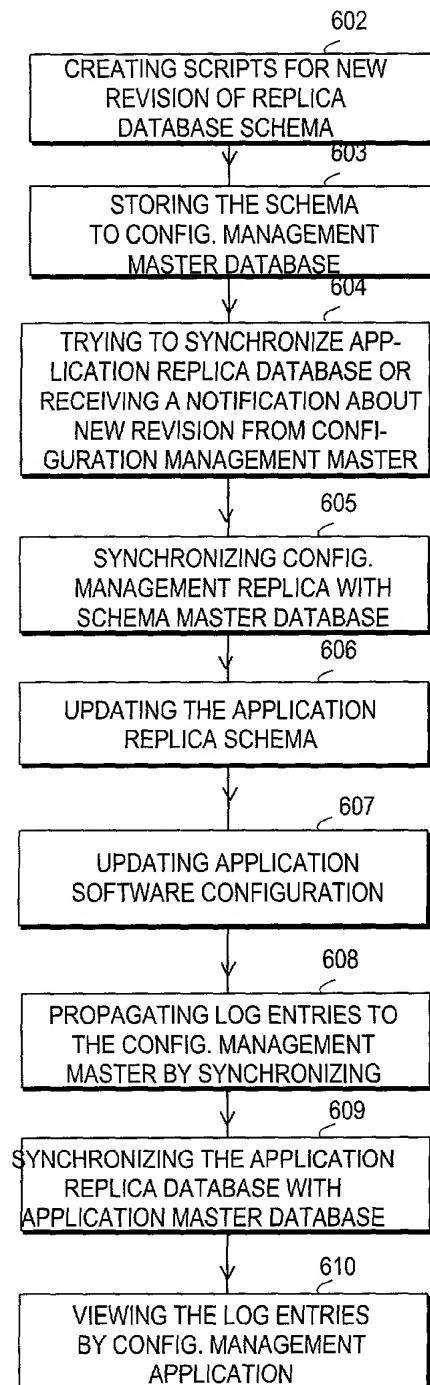 602
CREATING SCRIPTS FOR NEW
REVISION OF REPLICA
DATABASE SCHEMA
603
STORING THE SCHEMA
TO CONFIG. MANAGEMENT
MASTER DATABASE
604
TRYING TO SYNCHRONIZE APP-
LICATION REPLICA DATABASE OR
RECEIVING A NOTIFICATION ABOUT
NEW REVISION FROM CONFI-
GURATION MANAGEMENT MASTER
605
SYNCHRONIZING CONFIG.
MANAGEMENT REPLICA WITH
SCHEMA MASTER DATABASE
606
UPDATING THE APPLICATION
REPLICA SCHEMA
607
UPDATING APPLICATION
SOFTWARE CONFIGURATION
608
PROPAGATING LOG ENTRIES TO
THE CONFIG. MANAGEMENT
MASTER BY SYNCHRONIZING
609
SYNCHRONIZING THE APPLICATION
REPLICA DATABASE WITH
APPLICATION MASTER DATABASE
610
VIEWING THE LOG ENTRIES
BY CONFIG. MANAGEMENT
APPLICATION